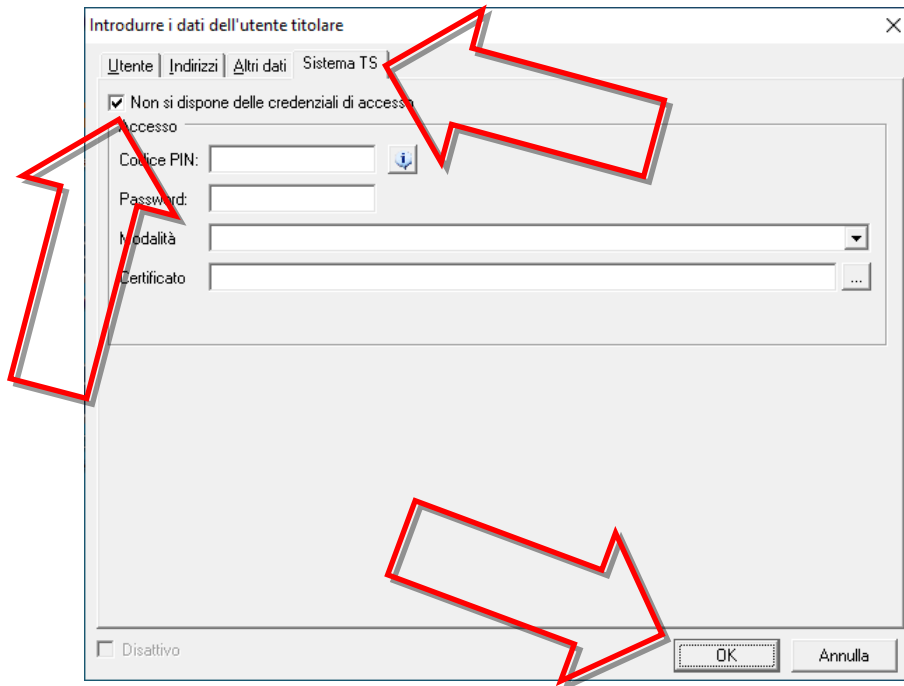 Introdurre i dati dell'utente titolare
Utente Indirizzi Altri dati Sistema TS
Non si dispone delle credenziali di accesso
Accesso
Codice PIN:
Password:
Modalità
Certificato ...
Disattivo OK Annulla